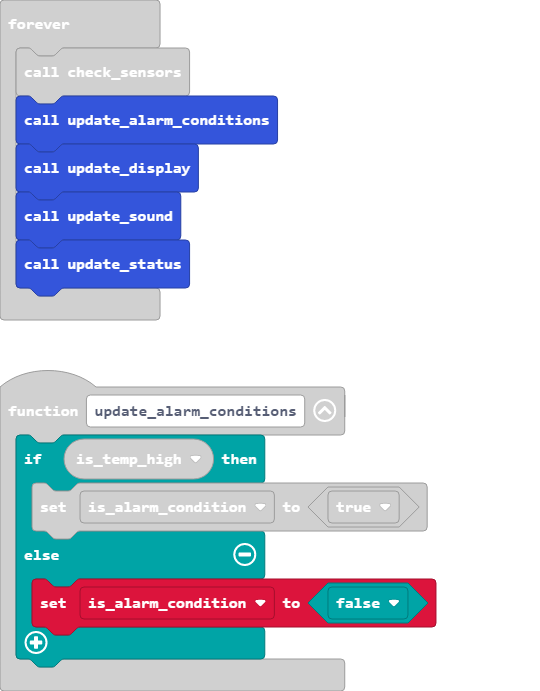 forever
call check_sensors
call update_alarm_conditions
call update_display
call update_sound
call update_status
function update_alarm_conditions
if is_temp_high then
set is_alarm_condition to true
else
set is_alarm_condition to false